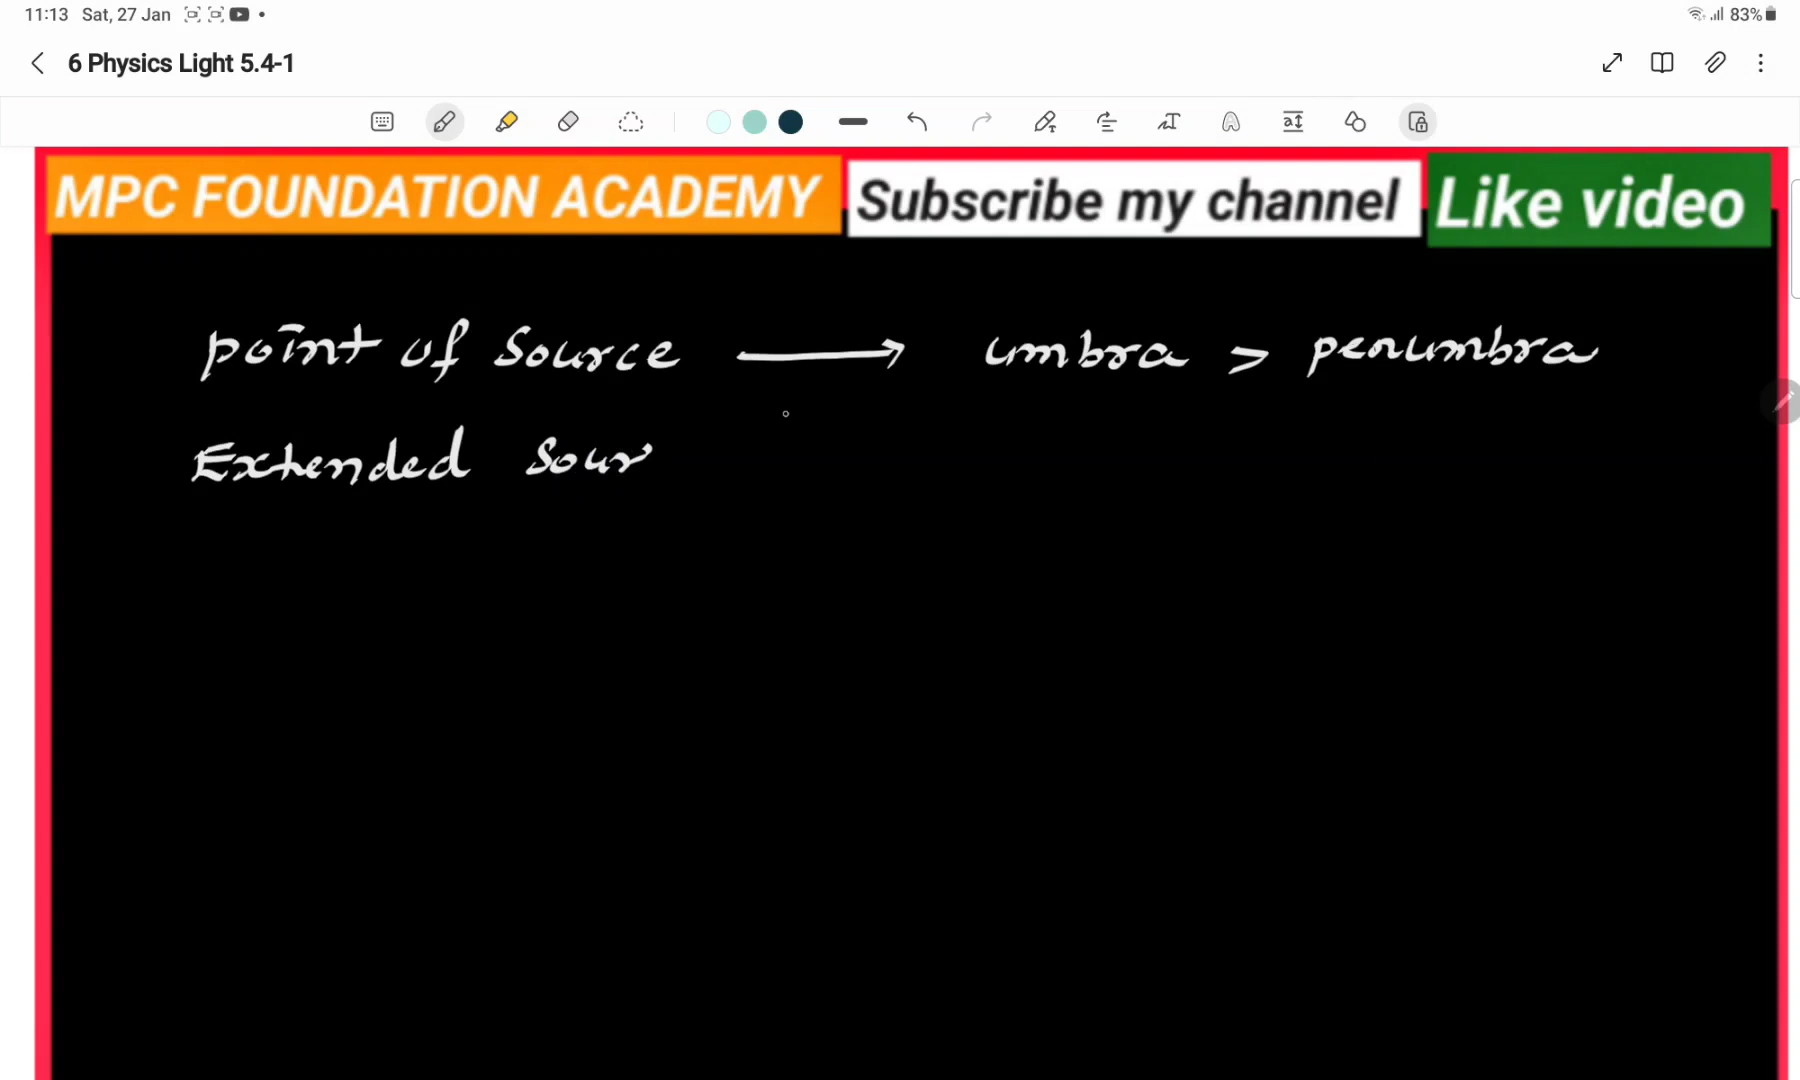 11:13 Sat, 27 Jan 83%
6 Physics Light 5.4-1
MPC FOUNDATION ACADEMY Subscribe my channel Like video
point of Source → umbra > penumbra
Extended Sour